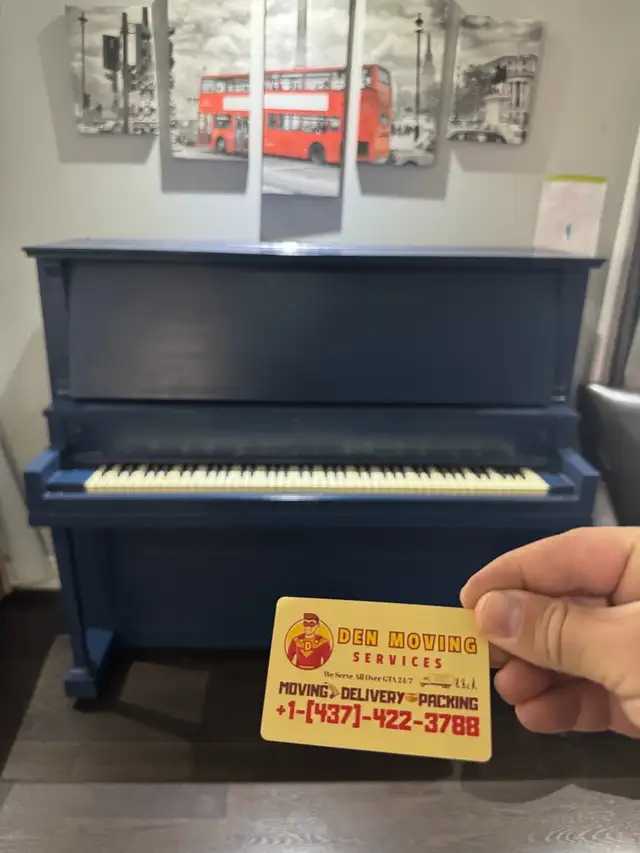 D
DEN MOVING
SERVICES
We Serve All Over GTA 24/7
MOVING DELIVERY PACKING
+1-(437)-422-3788